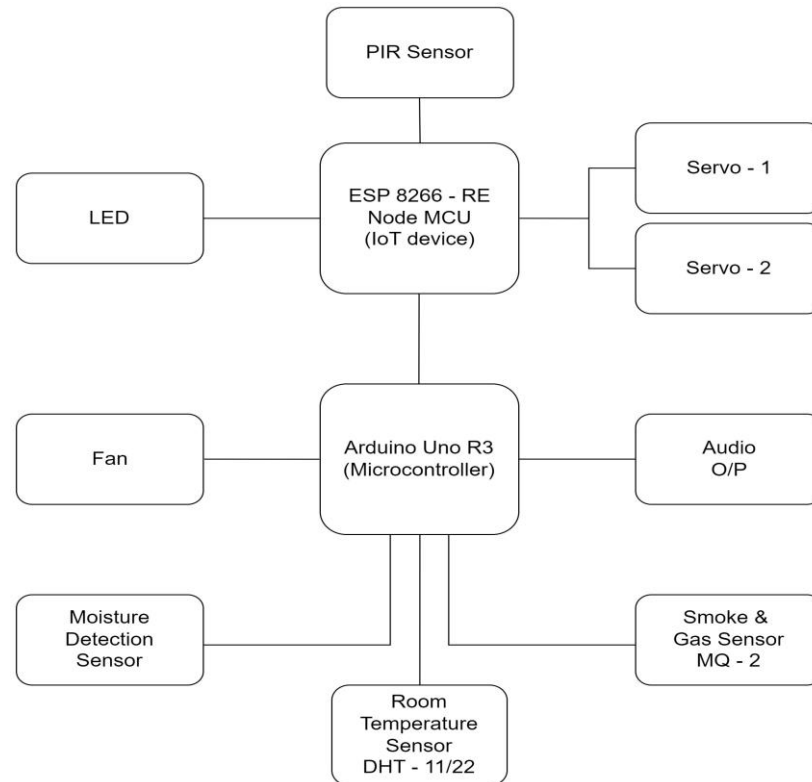 PIR Sensor
ESP 8266 - RE
Node MCU
(IoT device)
LED
Servo - 1
Servo - 2
Arduino Uno R3
(Microcontroller)
Fan
Audio
O/P
Moisture
Detection
Sensor
Smoke &
Gas Sensor
MQ - 2
Room
Temperature
Sensor
DHT - 11/22